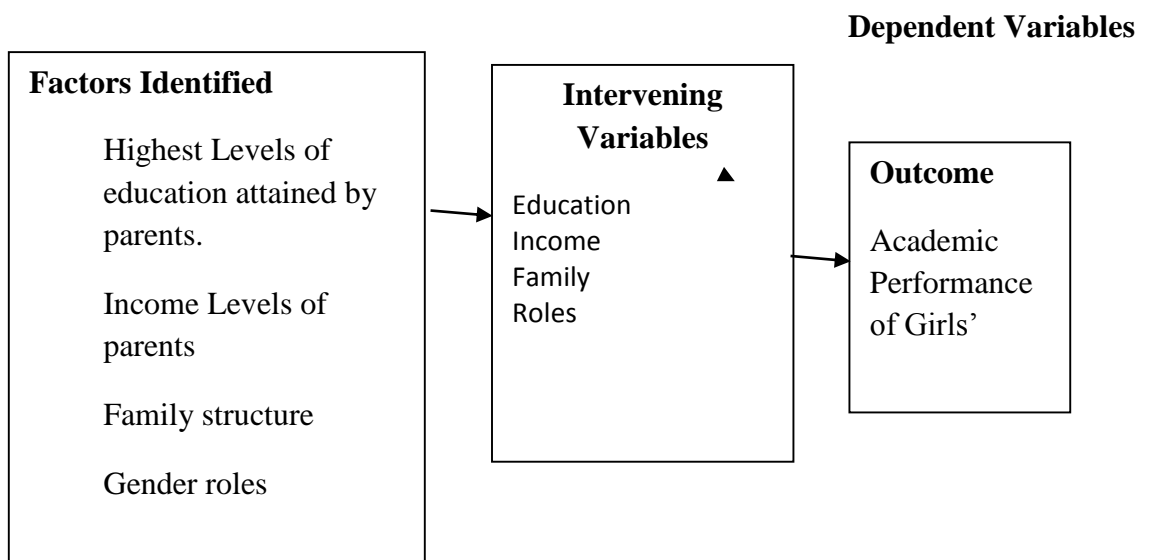 Dependent Variables
Factors Identified
Highest Levels of
education attained by
parents.
Income Levels of
parents
Family structure
Gender roles
Intervening
Variables
Education
Income
Family
Roles
Outcome
Academic
Performance
of Girls’